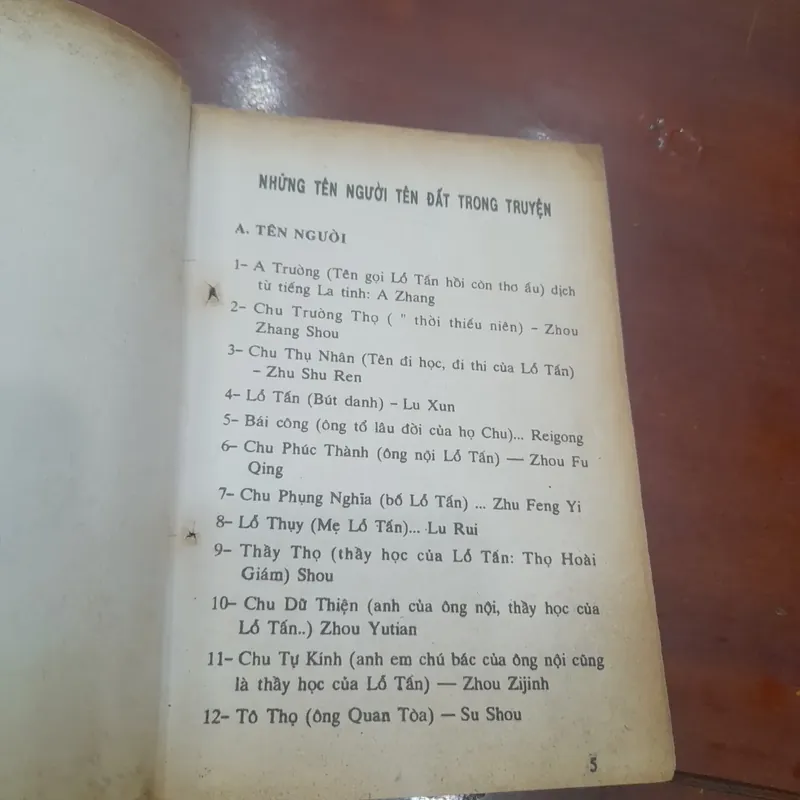 NHỮNG TÊN NGƯỜI TÊN ĐẤT TRONG TRUYỆN
A. TÊN NGƯỜI
1- A Trường (Tên gọi Lỗ Tấn hồi còn thơ ấu) dịch
từ tiếng La tinh: A Zhang
2- Chu Trường Thọ ( " thời thiếu niên) - Zhou
Zhang Shou
3- Chu Thụ Nhân (Tên đi học, đi thi của Lỗ Tấn)
- Zhu Shu Ren
4- Lỗ Tấn (Bút danh) - Lu Xun
5- Bái công (ông tổ lâu đời của họ Chu)... Reigong
6- Chu Phúc Thành (ông nội Lỗ Tấn) — Zhou Fu
Qing
7- Chu Phụng Nghĩa (bố Lỗ Tấn) ... Zhu Feng Yi
8- Lỗ Thụy (Mẹ Lỗ Tấn)... Lu Rui
9- Thầy Thọ (thầy học của Lỗ Tấn: Thọ Hoài
Giám) Shou
10- Chu Dữ Thiện (anh của ông nội, thầy học của
Lỗ Tấn..) Zhou Yutian
11- Chu Tự Kính (anh em chú bác của ông nội cũng
là thầy học của Lỗ Tấn) — Zhou Zijinh
12- Tô Thọ (ông Quan Tòa) — Su Shou
5